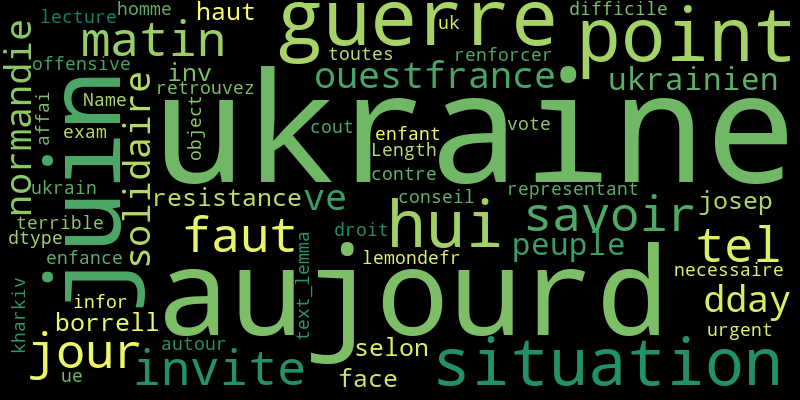 lecture
homme
haut
uk
difficile
matin
guerre
point
toutes
renforcer
offensive
inv
ouestfrance
ukrainien
retrouvez
normandie
affai
Name
juin
solidaire
object
ukraine
exam
cout
enfant
vote
Length
contre
ukrain
resistance
ve
conseil
representant
josep
terrible
dtype
faut
droit
hui
savoir
peuple
tel
enfance
text_lemma
lemondefr
necessaire
kharkiv
infor
aujourd
dday
borrell
urgent
jour
autour
selon
situation
ue
invite
face